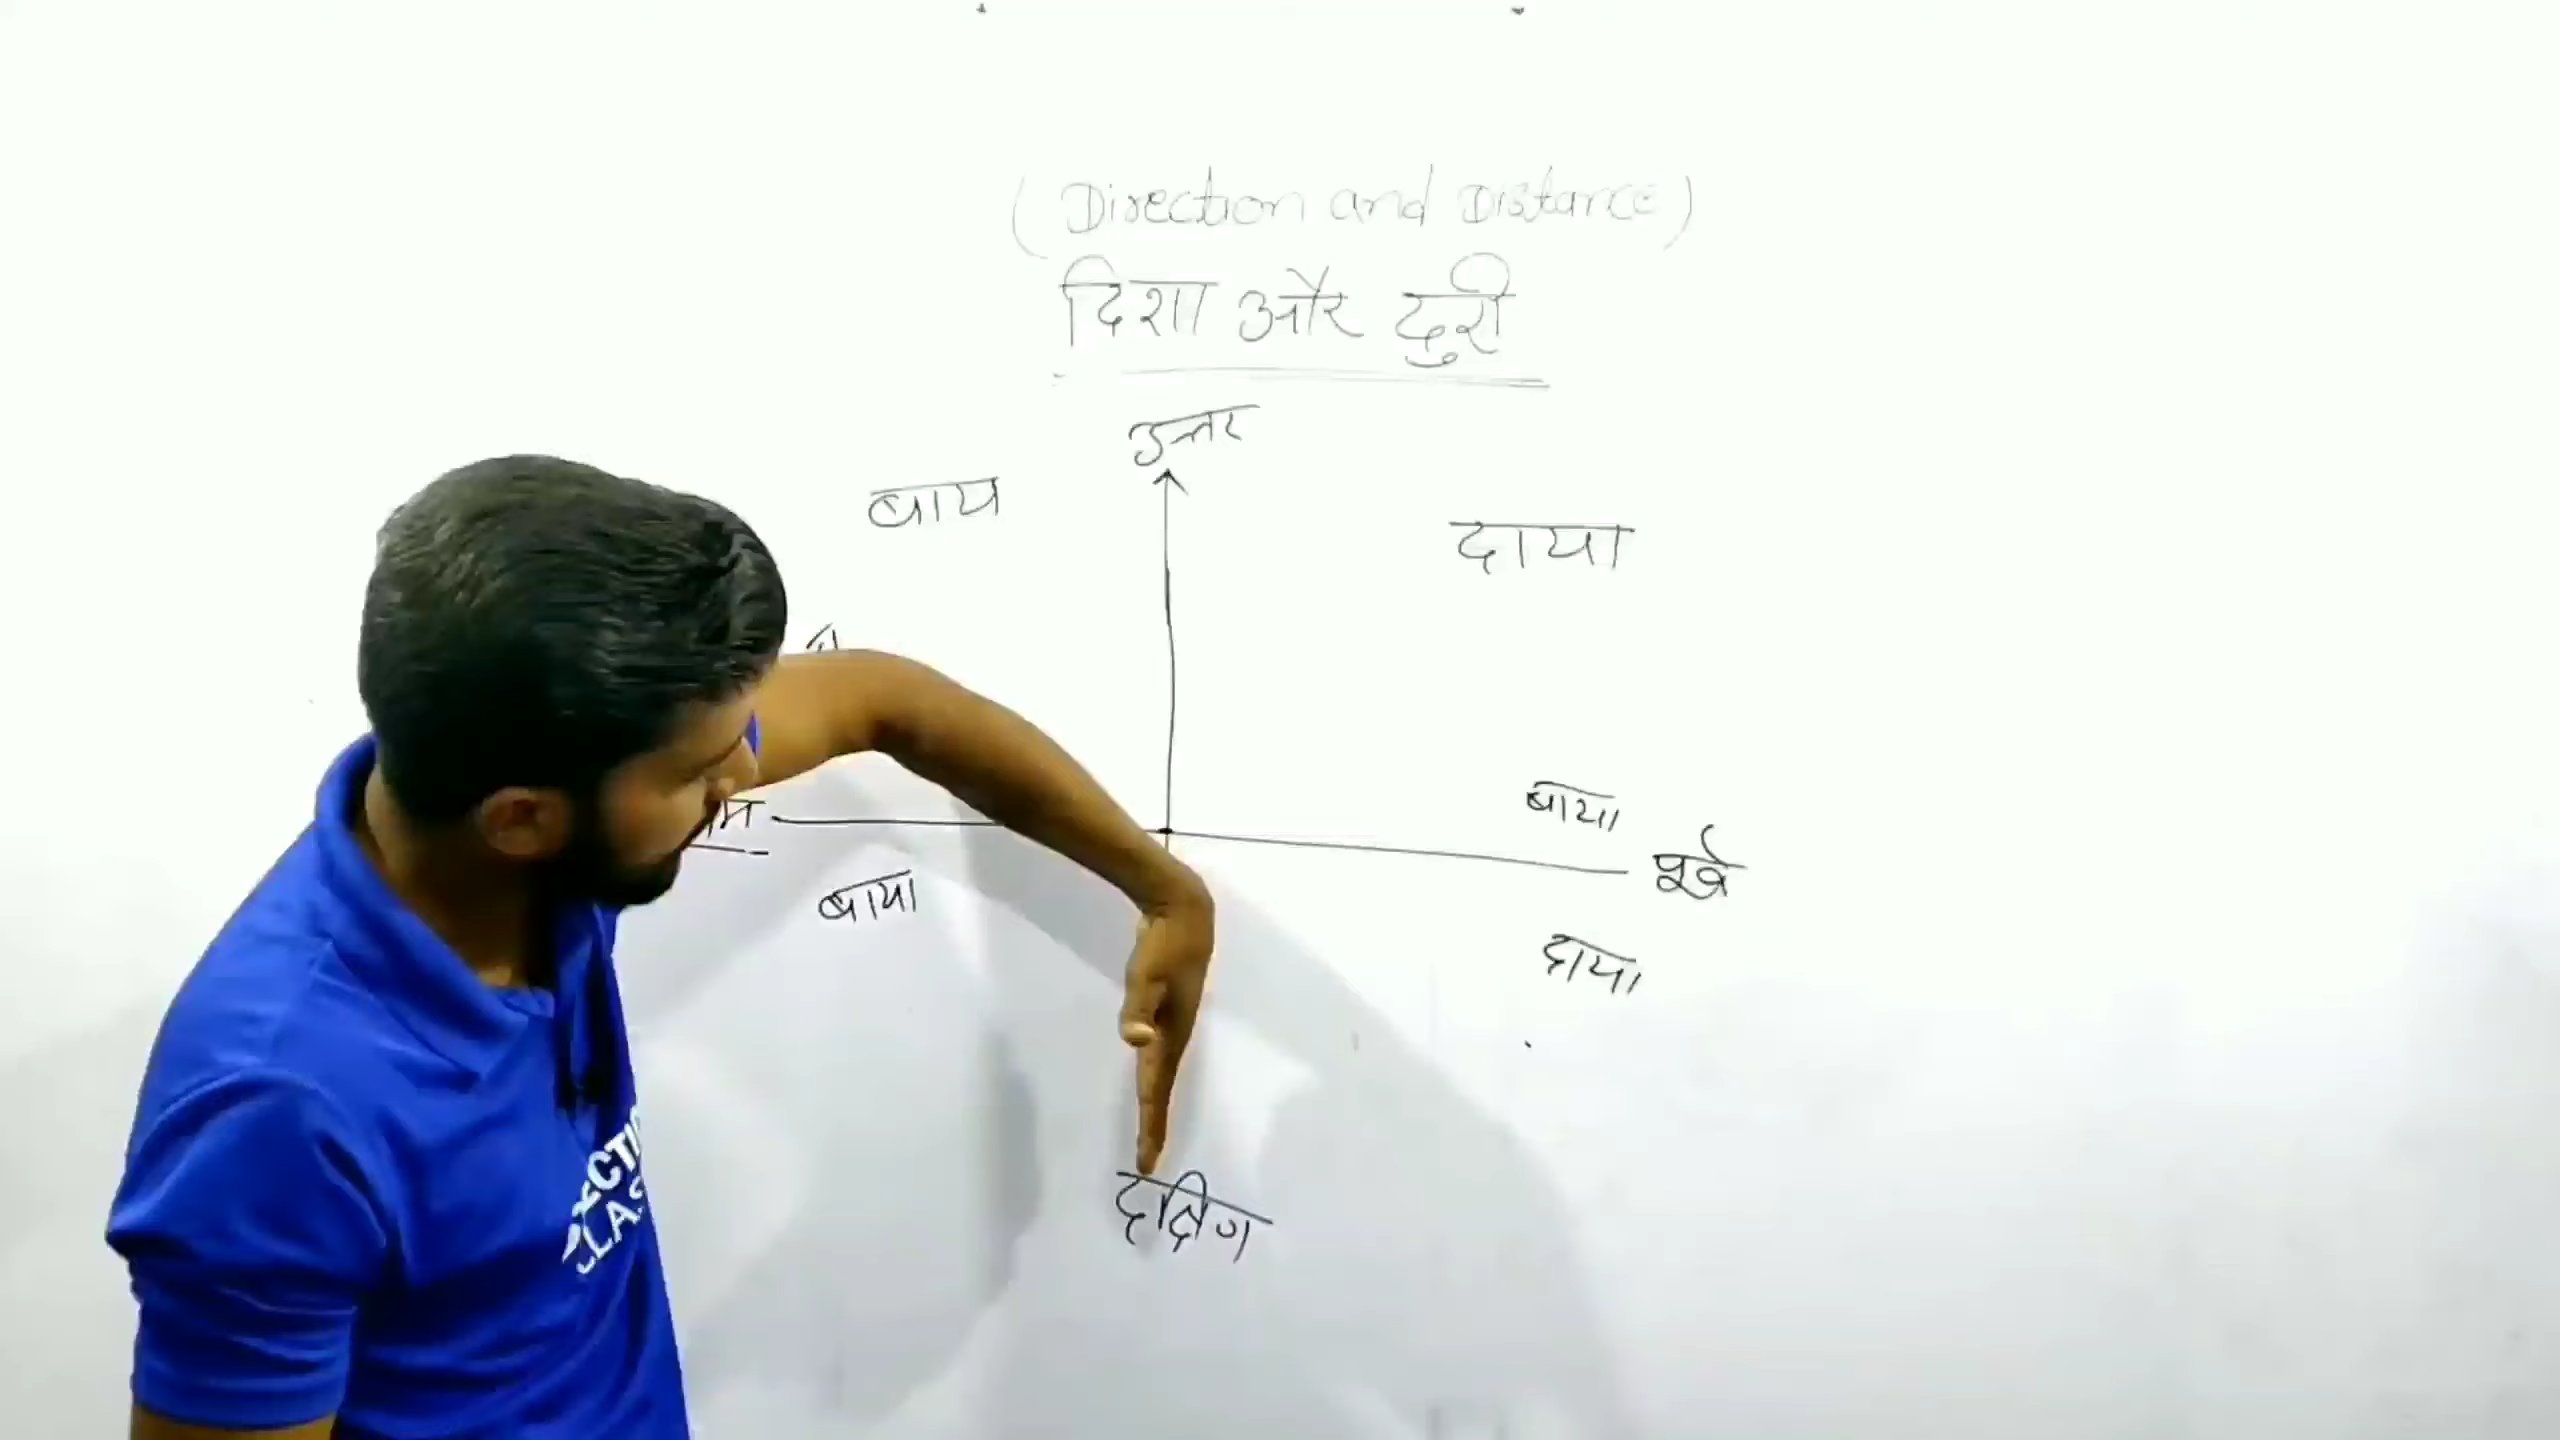 (Direction and Distance)
दिशा और दुरी
उत्तर
बाय
दाया
बाया
पूर्व
बाया
दाया
दक्षिण